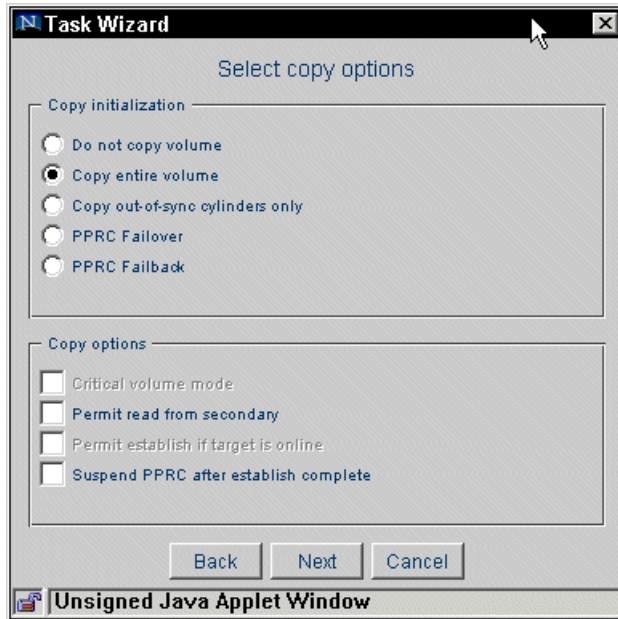 N Task Wizard
Select copy options
Copy initialization
Do not copy volume
Copy entire volume
Copy out-of-sync cylinders only
PPRC Failover
PPRC Failback
Copy options
Critical volume mode
Permit read from secondary
Permit establish if target is online
Suspend PPRC after establish complete
Back Next Cancel
Unsigned Java Applet Window